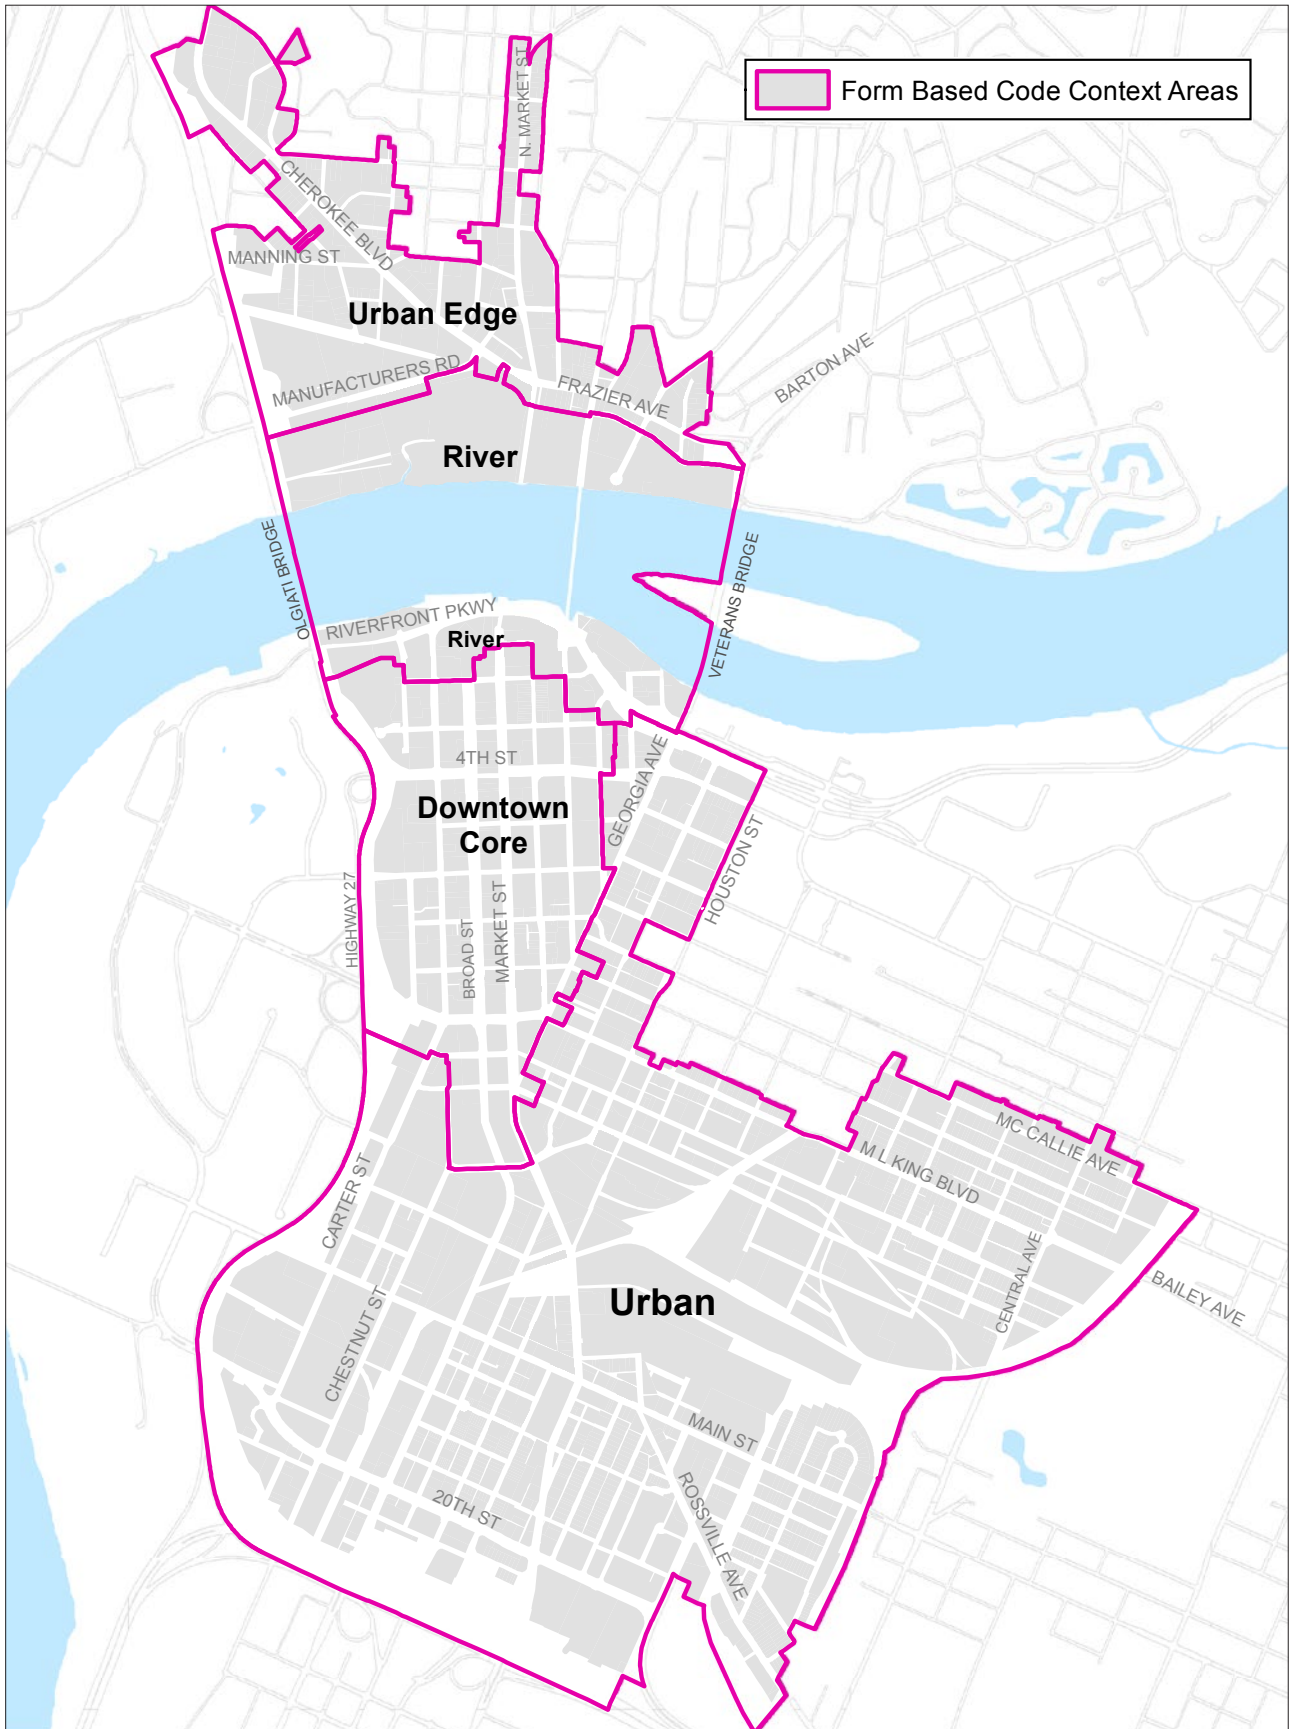 Form Based Code Context Areas
N. MARKET ST
CHEROKEE BLVD
MANNING ST
Urban Edge
MANUFACTURERS RD
FRAZIER AVE
BARTON AVE
River
OLGIATI BRIDGE
VETERANS BRIDGE
RIVERFRONT PKWY
River
4TH ST
GEORGIA AVE
Downtown
Core
HOUSTON ST
HIGHWAY 27
BROAD ST
MARKET ST
MC CALLIE AVE
M L KING BLVD
CARTER ST
CENTRAL AVE
BAILEY AVE
Urban
CHESTNUT ST
MAIN ST
ROSSVILLE AVE
20TH ST